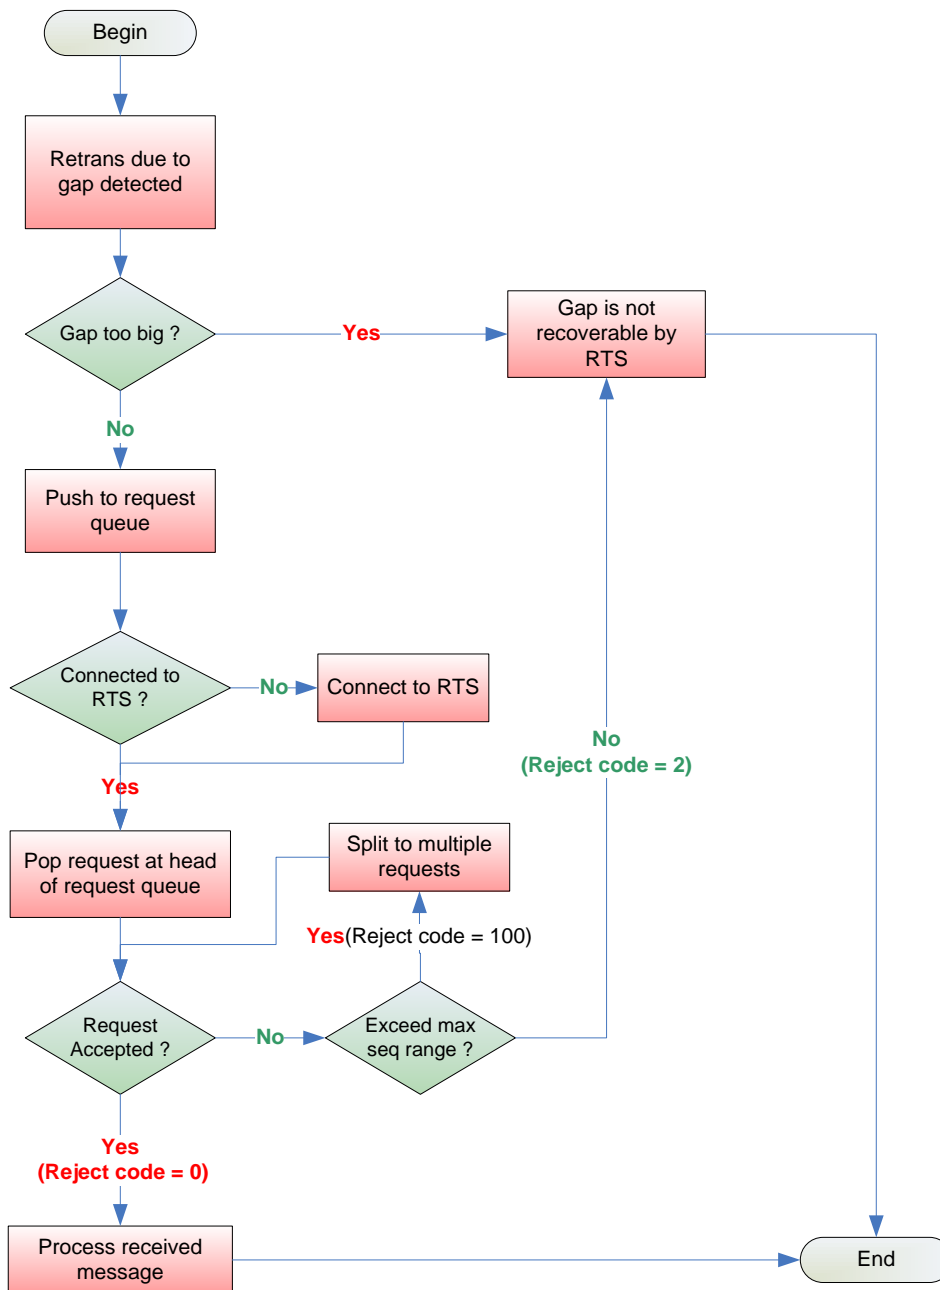 Begin
Retrans due to
gap detected
Gap too big ?
Yes
Gap is not
recoverable by
RTS
No
Push to request
queue
Connected to
RTS ?
No
Connect to RTS
No
(Reject code = 2)
Yes
Pop request at head
of request queue
Split to multiple
requests
Yes(Reject code = 100)
Request
Accepted ?
No
Exceed max
seq range ?
Yes
(Reject code = 0)
Process received
message
End